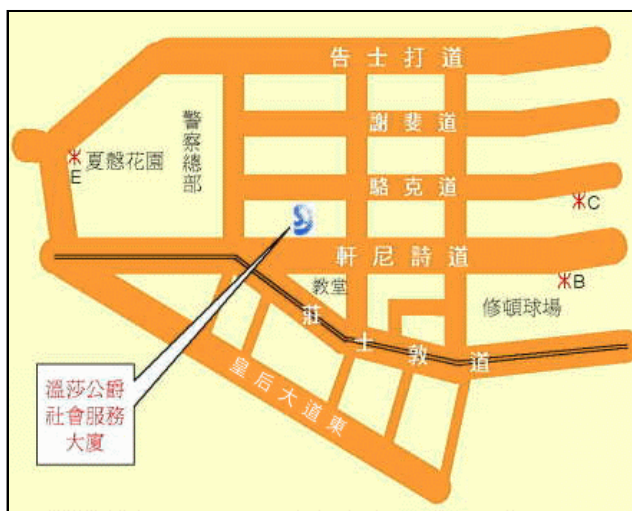 告士打道
謝斐道
警察總部
夏慤花園
E
駱克道
C
軒尼詩道
教堂
B
修頓球場
莊士敦道
皇后大道東
溫莎公爵
社會服務
大廈